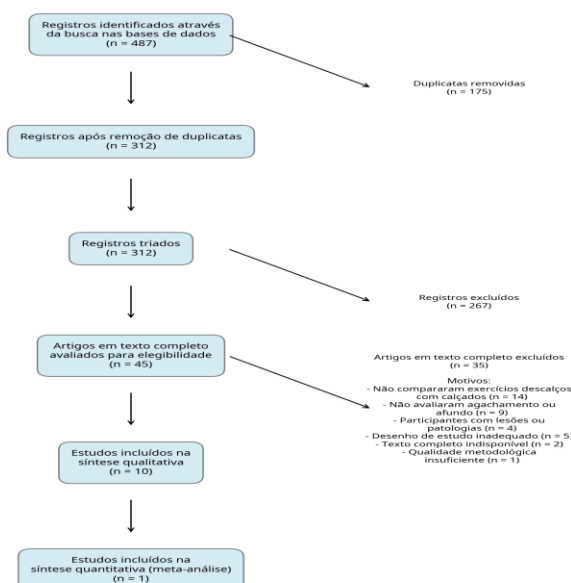 Registros identificados através
da busca nas bases de dados
(n = 487)
Duplicatas removidas
(n = 175)
Registros após remoção de duplicatas
(n = 312)
Registros triados
(n = 312)
Registros excluídos
(n = 267)
Artigos em texto completo
avaliados para elegibilidade
(n = 45)
Artigos em texto completo excluídos
(n = 35)
Motivos:
- Não compararam exercícios descalços
com calçados (n = 14)
- Não avaliaram agachamento ou
afundo (n = 9)
- Participantes com lesões ou
patologias (n = 4)
- Desenho de estudo inadequado (n = 5)
- Texto completo indisponível (n = 2)
- Qualidade metodológica
insuficiente (n = 1)
Estudos incluídos na
síntese qualitativa
(n = 10)
Estudos incluídos na
síntese quantitativa (meta-análise)
(n = 1)